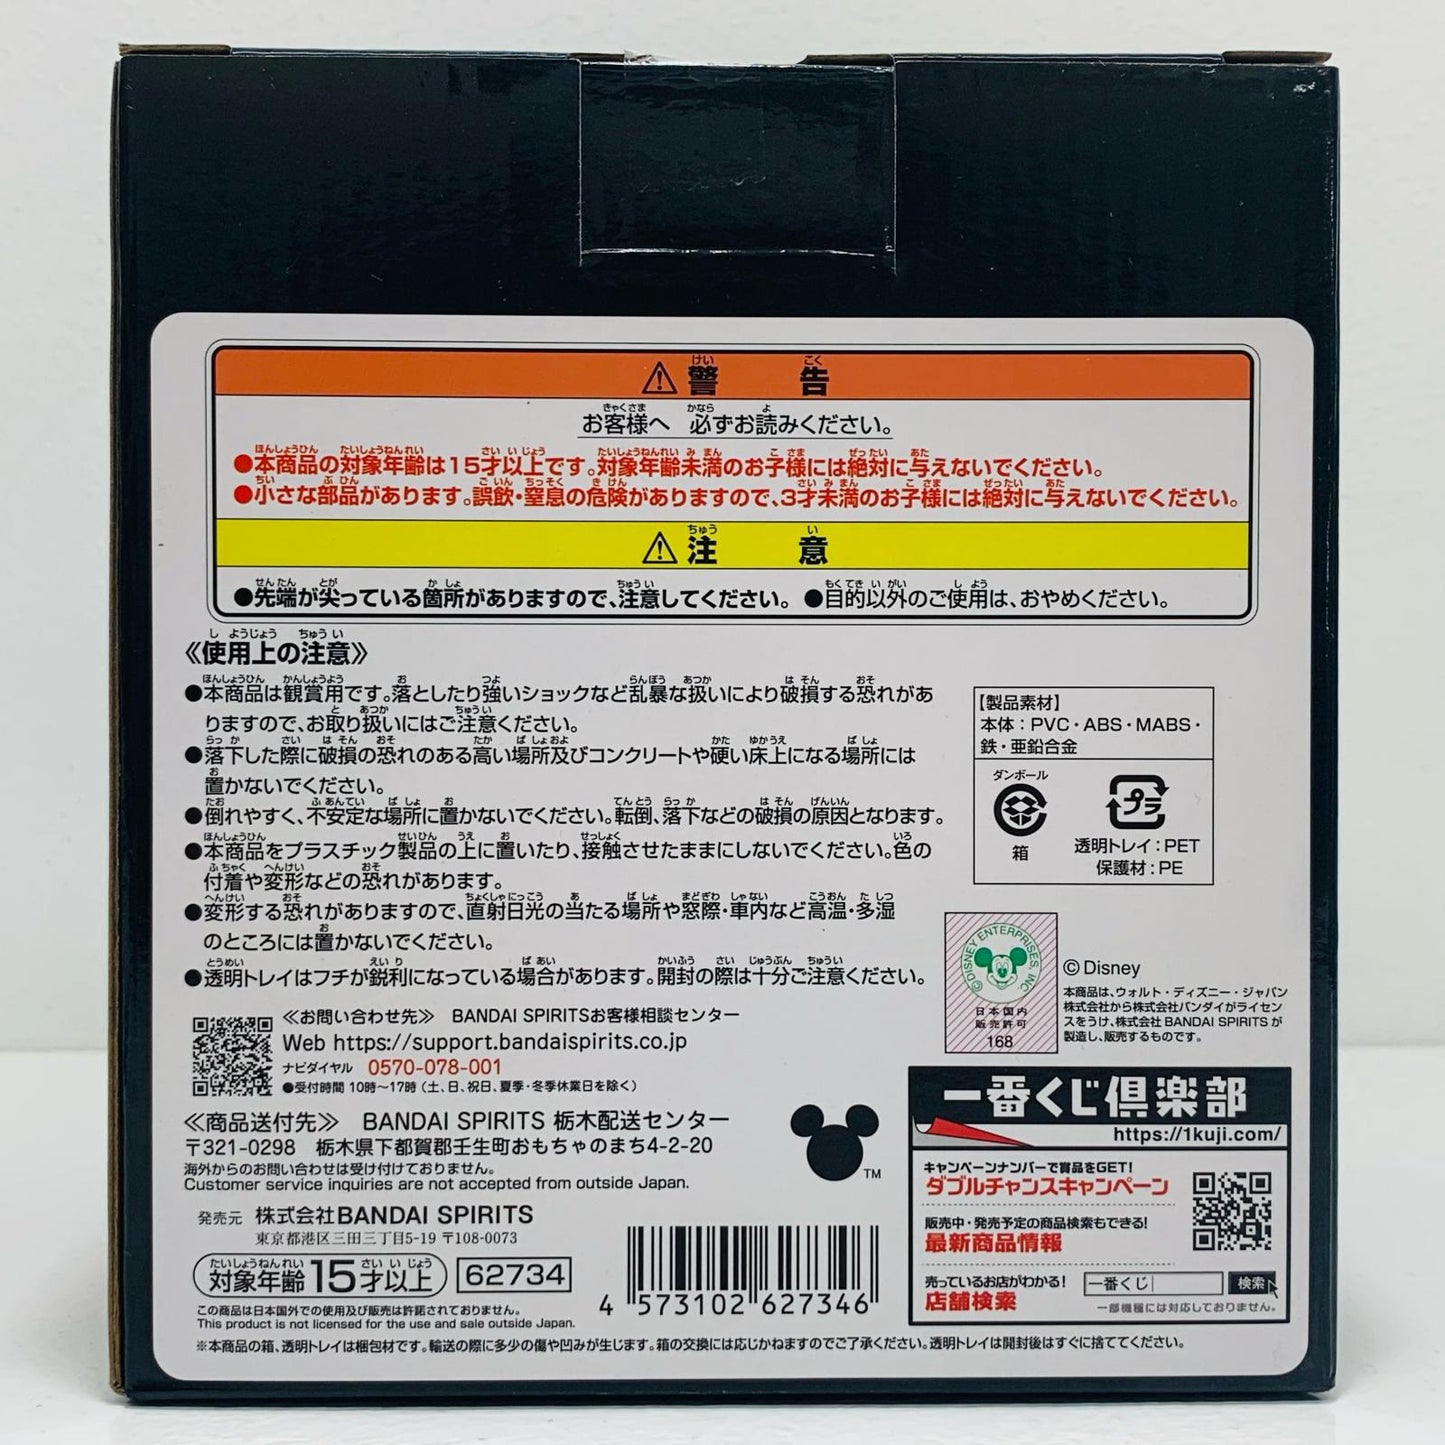 ⚠警告
お客様へ 必ずお読みください。
●本商品の対象年齢は15才以上です。対象年齢未満のお子様には絶対に与えないでください。
●小さな部品があります。誤飲・窒息の危険がありますので、3才未満のお子様には絶対に与えないでください。
⚠注意
●先端が尖っている箇所がありますので、注意してください。 ●目的以外のご使用は、おやめください。
《使用上の注意》
●本商品は観賞用です。落としたり強いショックなど乱暴な扱いにより破損する恐れがあ
りますので、お取り扱いにはご注意ください。
●落下した際に破損の恐れのある高い場所及びコンクリートや硬い床上になる場所には
置かないでください。
●倒れやすく、不安定な場所に置かないでください。転倒、落下などの破損の原因となります。
●本商品をプラスチック製品の上に置いたり、接触させたままにしないでください。色の
付着や変形などの恐れがあります。
●変形する恐れがありますので、直射日光の当たる場所や窓際・車内など高温・多湿
のところには置かないでください。
●透明トレイはフチが鋭利になっている場合があります。開封の際は十分ご注意ください。
【製品素材】
本体：PVC・ABS・MABS・
鉄・亜鉛合金
ダンボール
箱
プラ
透明トレイ：PET
保護材：PE
©DISNEY ENTERPRISES, INC.
日本国内
販売許可
168
©Disney
本商品は、ウォルト・ディズニー・ジャパン
株式会社から株式会社バンダイがライセン
スをうけ、株式会社 BANDAI SPIRITS が
製造し、販売するものです。
≪お問い合わせ先≫ BANDAI SPIRITSお客様相談センター
Web https://support.bandaispirits.co.jp
ナビダイヤル 0570-078-001
●受付時間 10時～17時（土、日、祝日、夏季・冬季休業日を除く）
≪商品送付先≫ BANDAI SPIRITS 栃木配送センター
〒321-0298 栃木県下都賀郡壬生町おもちゃのまち4-2-20
海外からのお問い合わせは受け付けておりません。
Customer service inquiries are not accepted from outside Japan.
TM
発売元 株式会社BANDAI SPIRITS
東京都港区三田三丁目5-19 〒108-0073
対象年齢15才以上
62734
この商品は日本国外での使用及び販売は許諾されておりません。
This product is not licensed for the use and sale outside Japan.
4 573102 627346
一番くじ倶楽部
https://1kuji.com/
キャンペーンナンバーで賞品をGET!
ダブルチャンスキャンペーン
販売中・発売予定の商品検索もできる!
最新商品情報
売っているお店がわかる!
店舗検索
一番くじ 検索
一部機種には対応しておりません。
※本商品の箱、透明トレイは梱包材です。輸送の際に多少の傷や凹みが生じます。箱の交換には応じかねますのでご了承ください。透明トレイは開封後はすぐに捨ててください。